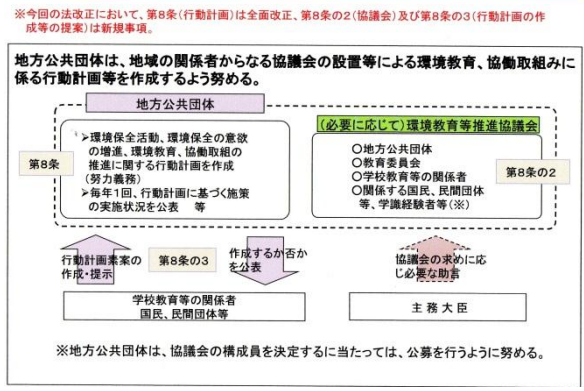 ※今回の法改正において、第8条(行動計画)は全面改正、第8条の2(協議会)及び第8条の3(行動計画の作
成等の提案)は新規事項。
地方公共団体は、地域の関係者からなる協議会の設置等による環境教育、協働取組みに
係る行動計画等を作成するよう努める。
地方公共団体
第8条
➢環境保全活動、環境保全の意欲
の増進、環境教育、協働取組の
推進に関する行動計画を作成
(努力義務)
➢毎年1回、行動計画に基づく施策
の実施状況を公表　等
(必要に応じて)環境教育等推進協議会
○地方公共団体
○教育委員会
○学校教育等の関係者
○関係する国民、民間団体
等、学識経験者等(※)
第8条の2
行動計画素案の
作成・提示
第8条の3
作成するか否か
を公表
協議会の求めに応
じ必要な助言
学校教育等の関係者
国民、民間団体等
主務大臣
※地方公共団体は、協議会の構成員を決定するに当たっては、公募を行うように努める。